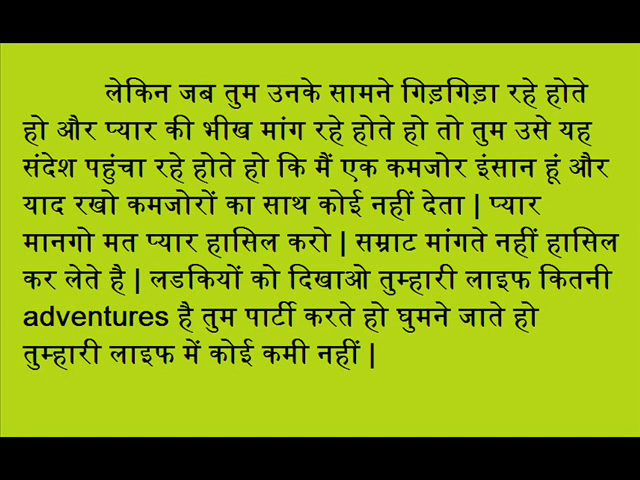 लेकिन जब तुम उनके सामने गिड़गिड़ा रहे होते
हो और प्यार की भीख मांग रहे होते हो तो तुम उसे यह
संदेश पहुंचा रहे होते हो कि मैं एक कमजोर इंसान हूं और
याद रखो कमजोरों का साथ कोई नहीं देता | प्यार
मानगो मत प्यार हासिल करो | सम्राट मांगते नहीं हासिल
कर लेते है | लडकियों को दिखाओ तुम्हारी लाइफ कितनी
adventures है तुम पार्टी करते हो घुमने जाते हो
तुम्हारी लाइफ में कोई कमी नहीं |